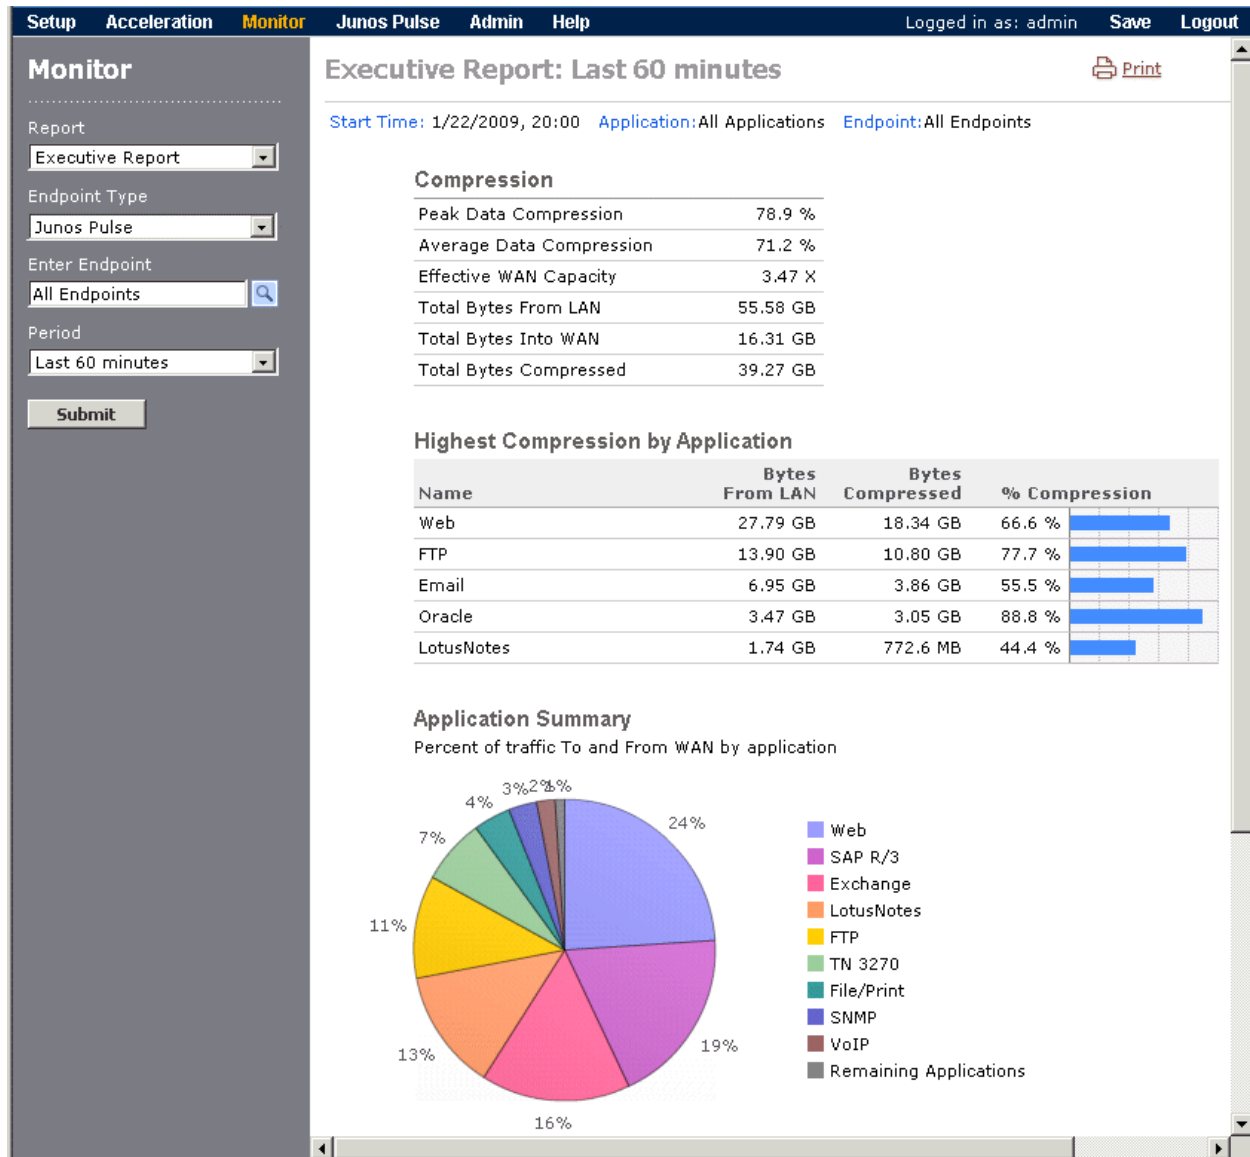 Setup Acceleration Monitor Junos Pulse Admin Help Logged in as: admin Save Logout
Monitor
Report
Executive Report
Endpoint Type
Junos Pulse
Enter Endpoint
All Endpoints
Period
Last 60 minutes
Submit
Executive Report: Last 60 minutes
Print
Start Time: 1/22/2009, 20:00 Application:All Applications Endpoint:All Endpoints
Compression
Peak Data Compression 78.9 %
Average Data Compression 71.2 %
Effective WAN Capacity 3.47 X
Total Bytes From LAN 55.58 GB
Total Bytes Into WAN 16.31 GB
Total Bytes Compressed 39.27 GB
Highest Compression by Application
Bytes Bytes
Name From LAN Compressed % Compression
Web 27.79 GB 18.34 GB 66.6 %
FTP 13.90 GB 10.80 GB 77.7 %
Email 6.95 GB 3.86 GB 55.5 %
Oracle 3.47 GB 3.05 GB 88.8 %
LotusNotes 1.74 GB 772.6 MB 44.4 %
Application Summary
Percent of traffic To and From WAN by application
24%
19%
16%
13%
11%
7%
4%
3%
2%
1%
Web
SAP R/3
Exchange
LotusNotes
FTP
TN 3270
File/Print
SNMP
VoIP
Remaining Applications